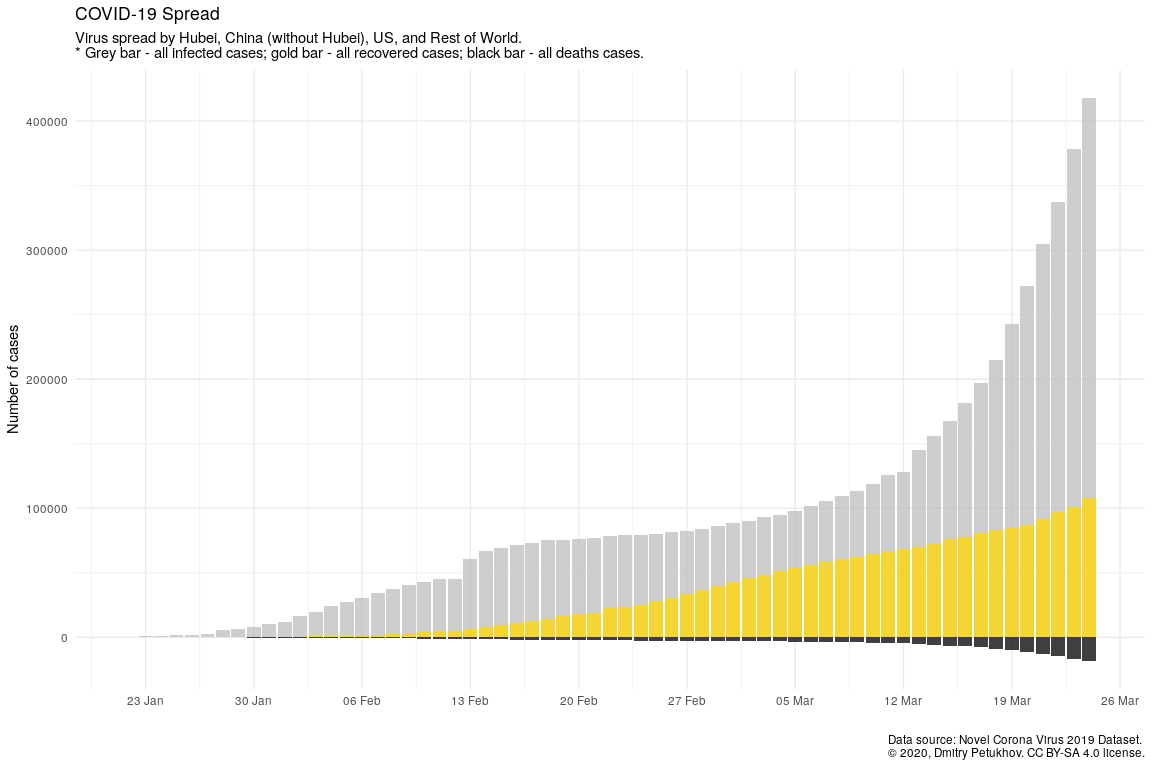 COVID-19 Spread
Virus spread by Hubei, China (without Hubei), US, and Rest of World.
* Grey bar - all infected cases; gold bar - all recovered cases; black bar - all deaths cases.
Number of cases
400000
300000
200000
100000
0
23 Jan
30 Jan
06 Feb
13 Feb
20 Feb
27 Feb
05 Mar
12 Mar
19 Mar
26 Mar
Data source: Novel Corona Virus 2019 Dataset.
© 2020, Dmitry Petukhov. CC BY-SA 4.0 license.